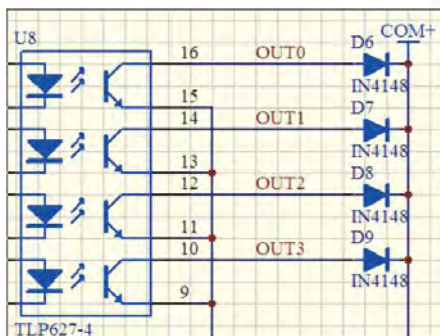 U8
D6
COM+
16
OUT0
IN4148
15
D7
14
OUT1
IN4148
13
D8
12
OUT2
IN4148
11
D9
10
OUT3
IN4148
9
TLP627-4